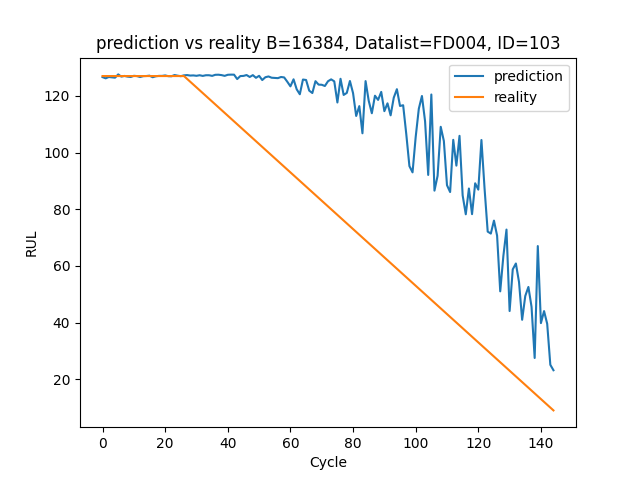 prediction vs reality B=16384, Datalist=FD004, ID=103
prediction
reality
RUL
120
100
80
60
40
20
0 20 40 60 80 100 120 140
Cycle